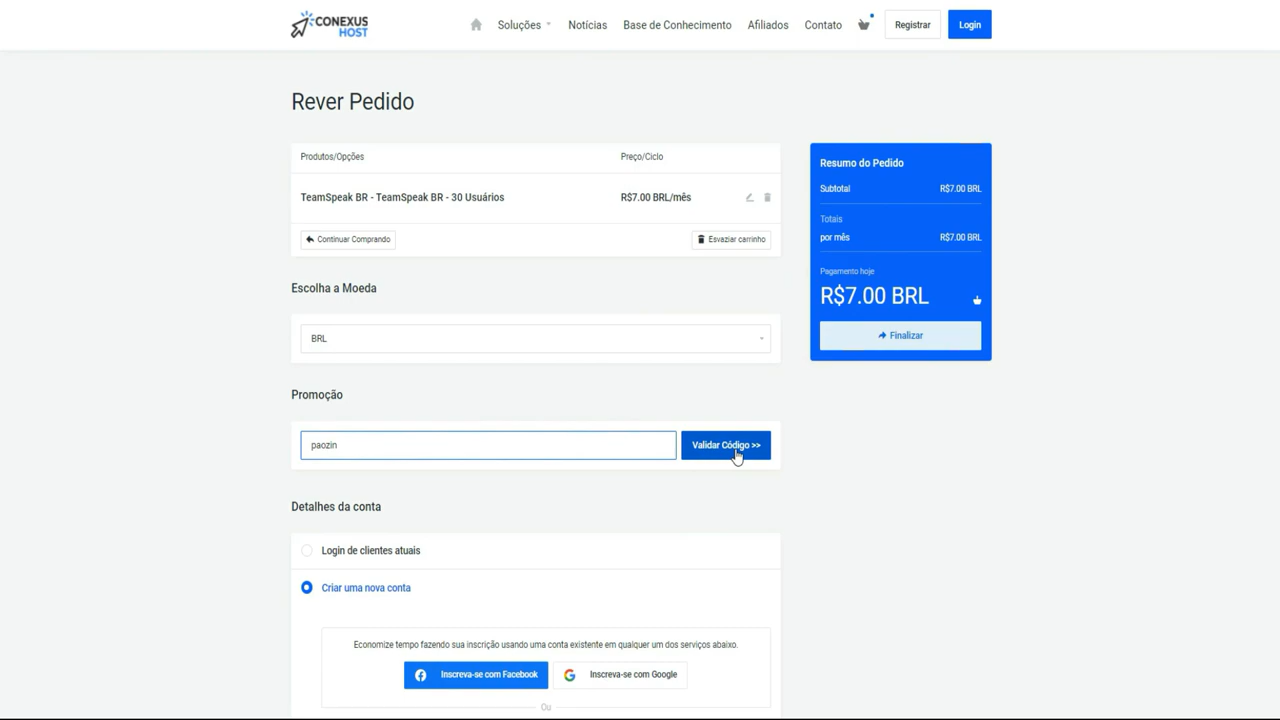 CONEXUS
HOST
Soluções
Notícias
Base de Conhecimento
Afiliados
Contato
Registrar
Login
Rever Pedido
Produtos/Opções
Preço/Ciclo
TeamSpeak BR - TeamSpeak BR - 30 Usuários
R$7.00 BRL/mês
Continuar Comprando
Esvaziar carrinho
Resumo do Pedido
Subtotal
R$7.00 BRL
Totais
por mês
R$7.00 BRL
Pagamento hoje
R$7.00 BRL
Finalizar
Escolha a Moeda
BRL
Promoção
paozin
Validar Código >>
Detalhes da conta
Login de clientes atuais
Criar uma nova conta
Economize tempo fazendo sua inscrição usando uma conta existente em qualquer um dos serviços abaixo.
Inscreva-se com Facebook
Inscreva-se com Google
Ou